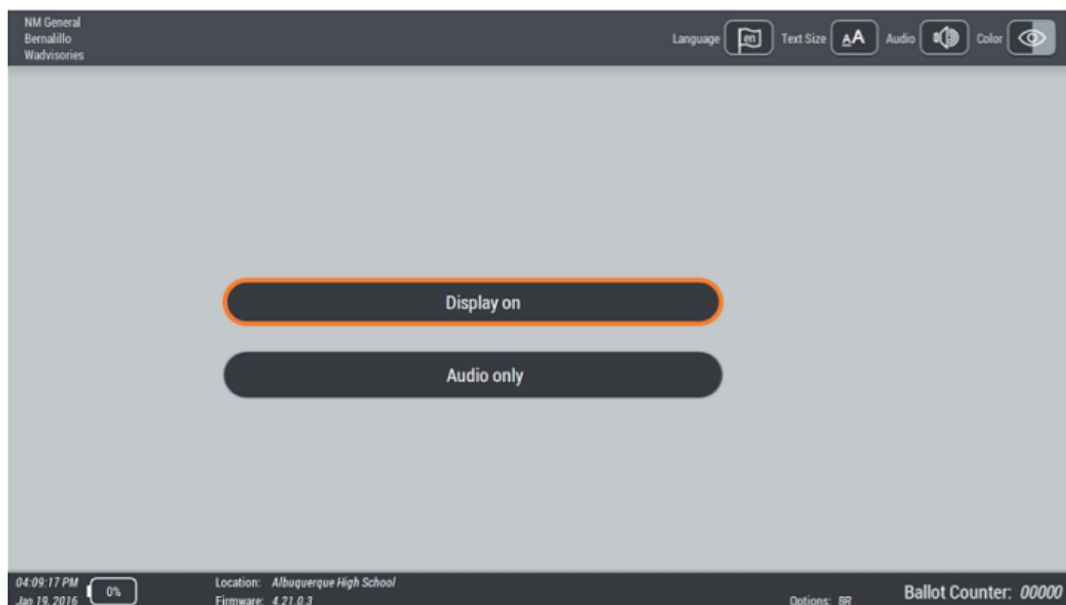 NM General
Bernalillo
Wadvisories
Language en Text Size AA Audio Color
Display on
Audio only
04:09:17 PM
Jan 19, 2016
0%
Location: Albuquerque High School
Firmware: 4.21.0.3
Options: BR
Ballot Counter: 00000